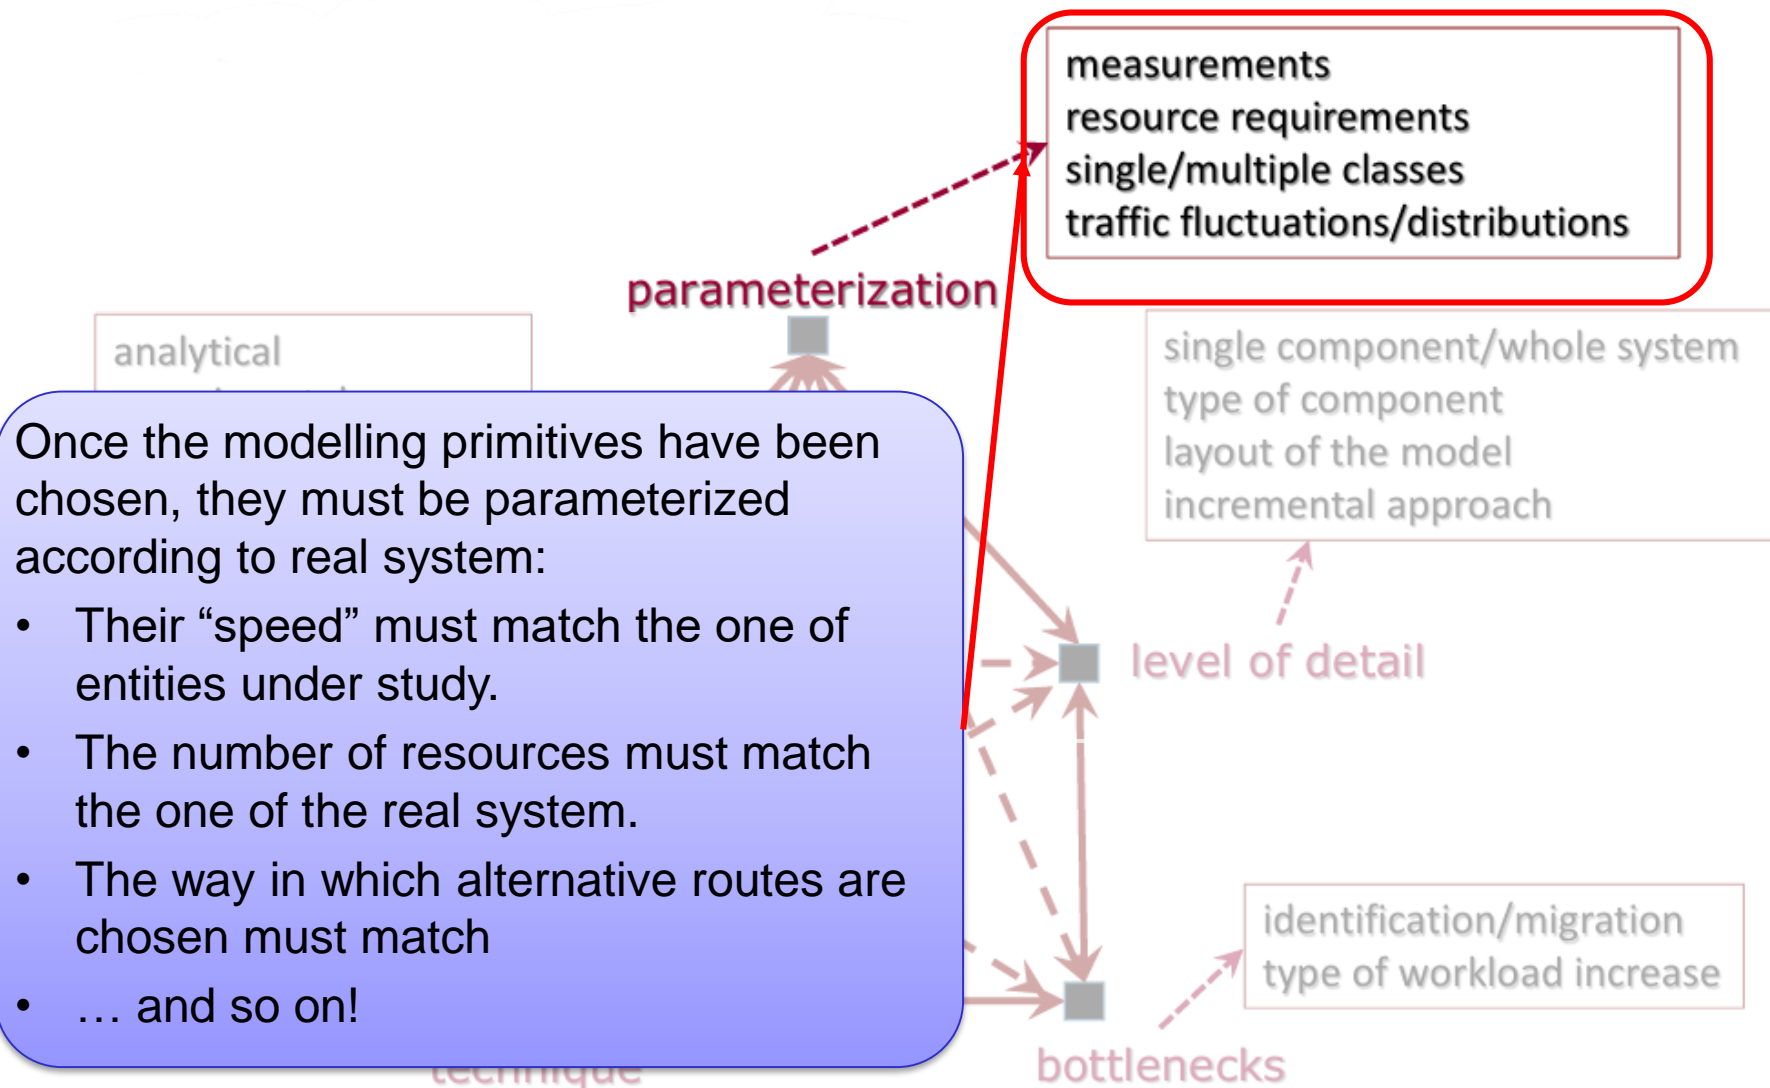 measurements
resource requirements
single/multiple classes
traffic fluctuations/distributions
parameterization
analytical
single component/whole system
type of component
layout of the model
incremental approach
Once the modelling primitives have been
chosen, they must be parameterized
according to real system:
• Their “speed” must match the one of
entities under study.
• The number of resources must match
the one of the real system.
• The way in which alternative routes are
chosen must match
• … and so on!
level of detail
identification/migration
type of workload increase
technique
bottlenecks